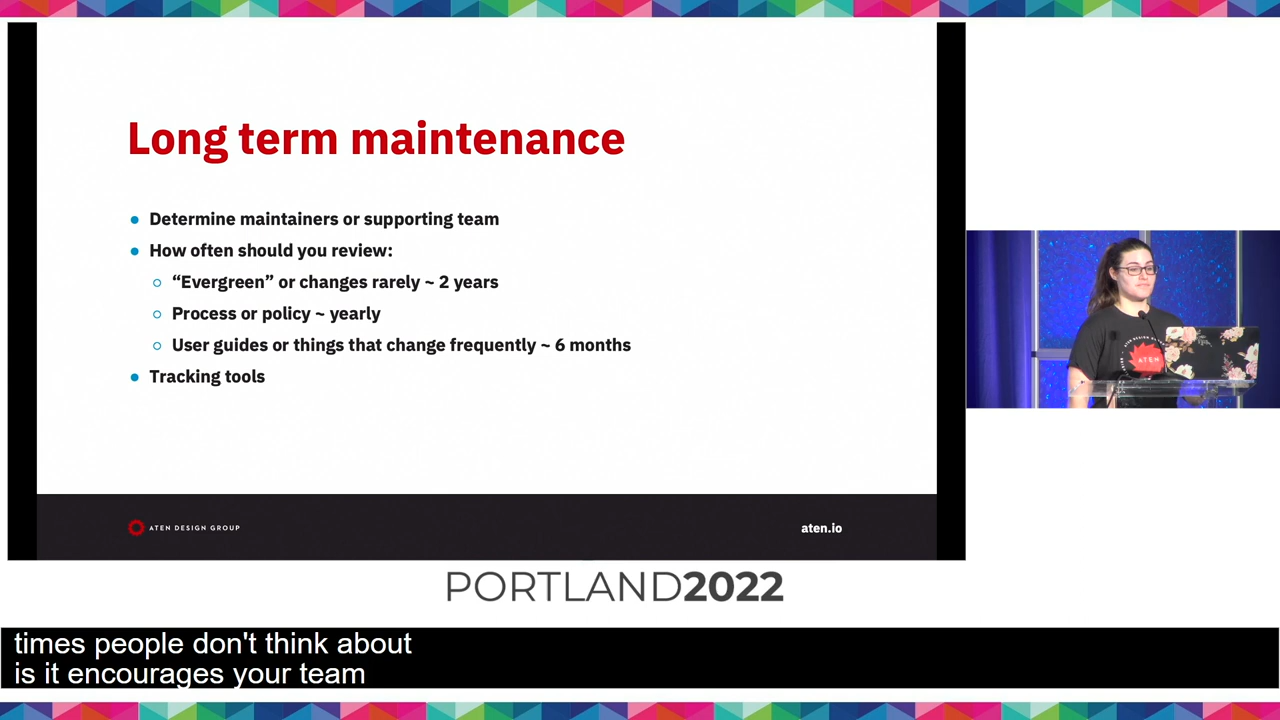 Long term maintenance
● Determine maintainers or supporting team
● How often should you review:
○ “Evergreen” or changes rarely ~ 2 years
○ Process or policy ~ yearly
○ User guides or things that change frequently ~ 6 months
● Tracking tools
ATEN DESIGN GROUP
aten.io
ATEN
PORTLAND2022
times people don't think about
is it encourages your team